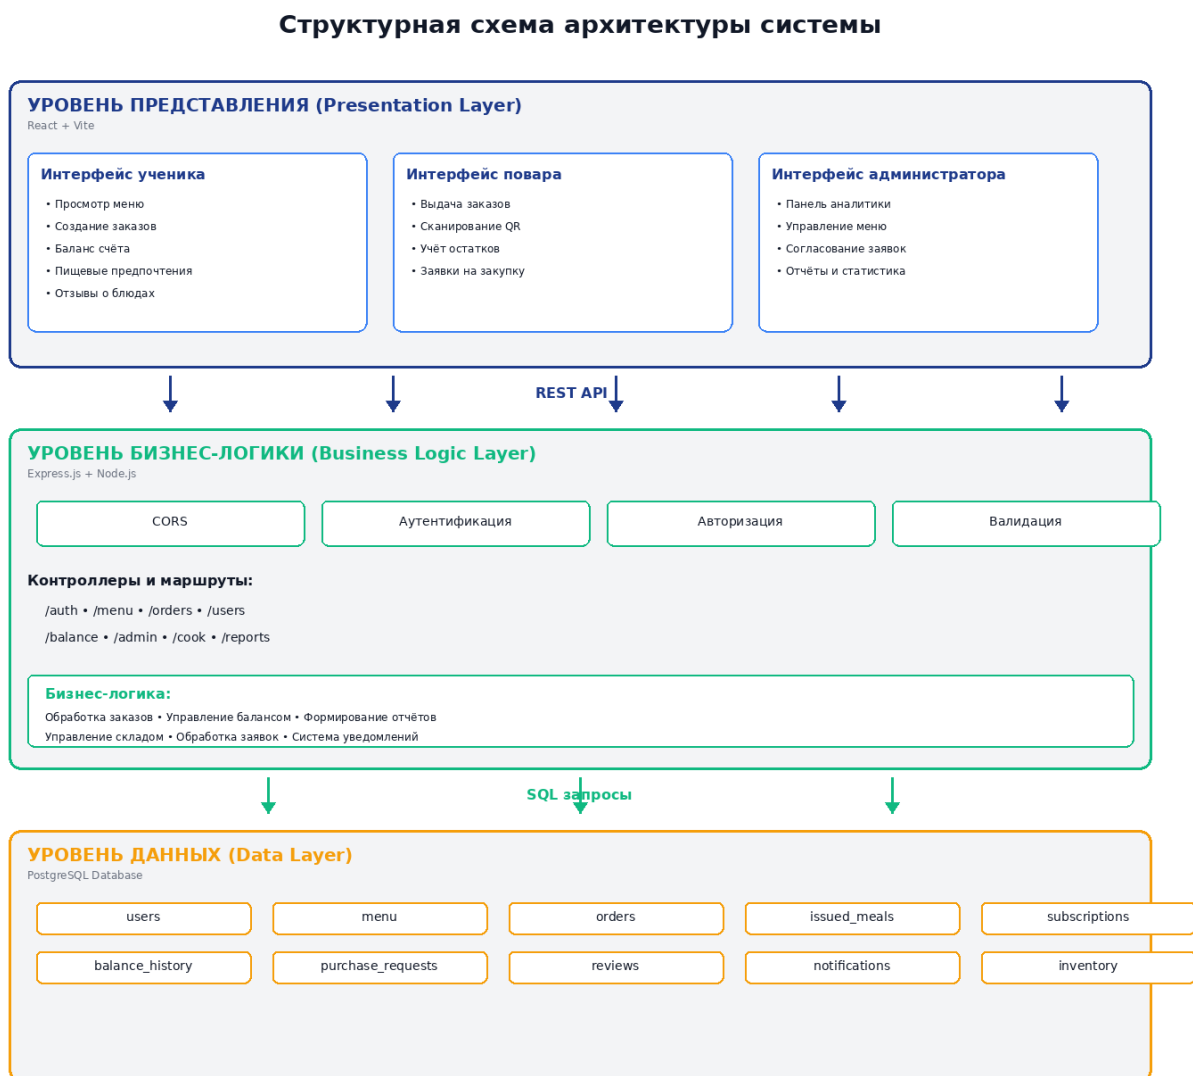 Структурная схема архитектуры системы
УРОВЕНЬ ПРЕДСТАВЛЕНИЯ (Presentation Layer)
React + Vite
Интерфейс ученика
• Просмотр меню
• Создание заказов
• Баланс счёта
• Пищевые предпочтения
• Отзывы о блюдах
Интерфейс повара
• Выдача заказов
• Сканирование QR
• Учёт остатков
• Заявки на закупку
Интерфейс администратора
• Панель аналитики
• Управление меню
• Согласование заявок
• Отчёты и статистика
REST API
УРОВЕНЬ БИЗНЕС-ЛОГИКИ (Business Logic Layer)
Express.js + Node.js
CORS
Аутентификация
Авторизация
Валидация
Контроллеры и маршруты:
/auth • /menu • /orders • /users
/balance • /admin • /cook • /reports
Бизнес-логика:
Обработка заказов • Управление балансом • Формирование отчётов
Управление складом • Обработка заявок • Система уведомлений
SQL запросы
УРОВЕНЬ ДАННЫХ (Data Layer)
PostgreSQL Database
users
menu
orders
issued_meals
subscriptions
balance_history
purchase_requests
reviews
notifications
inventory